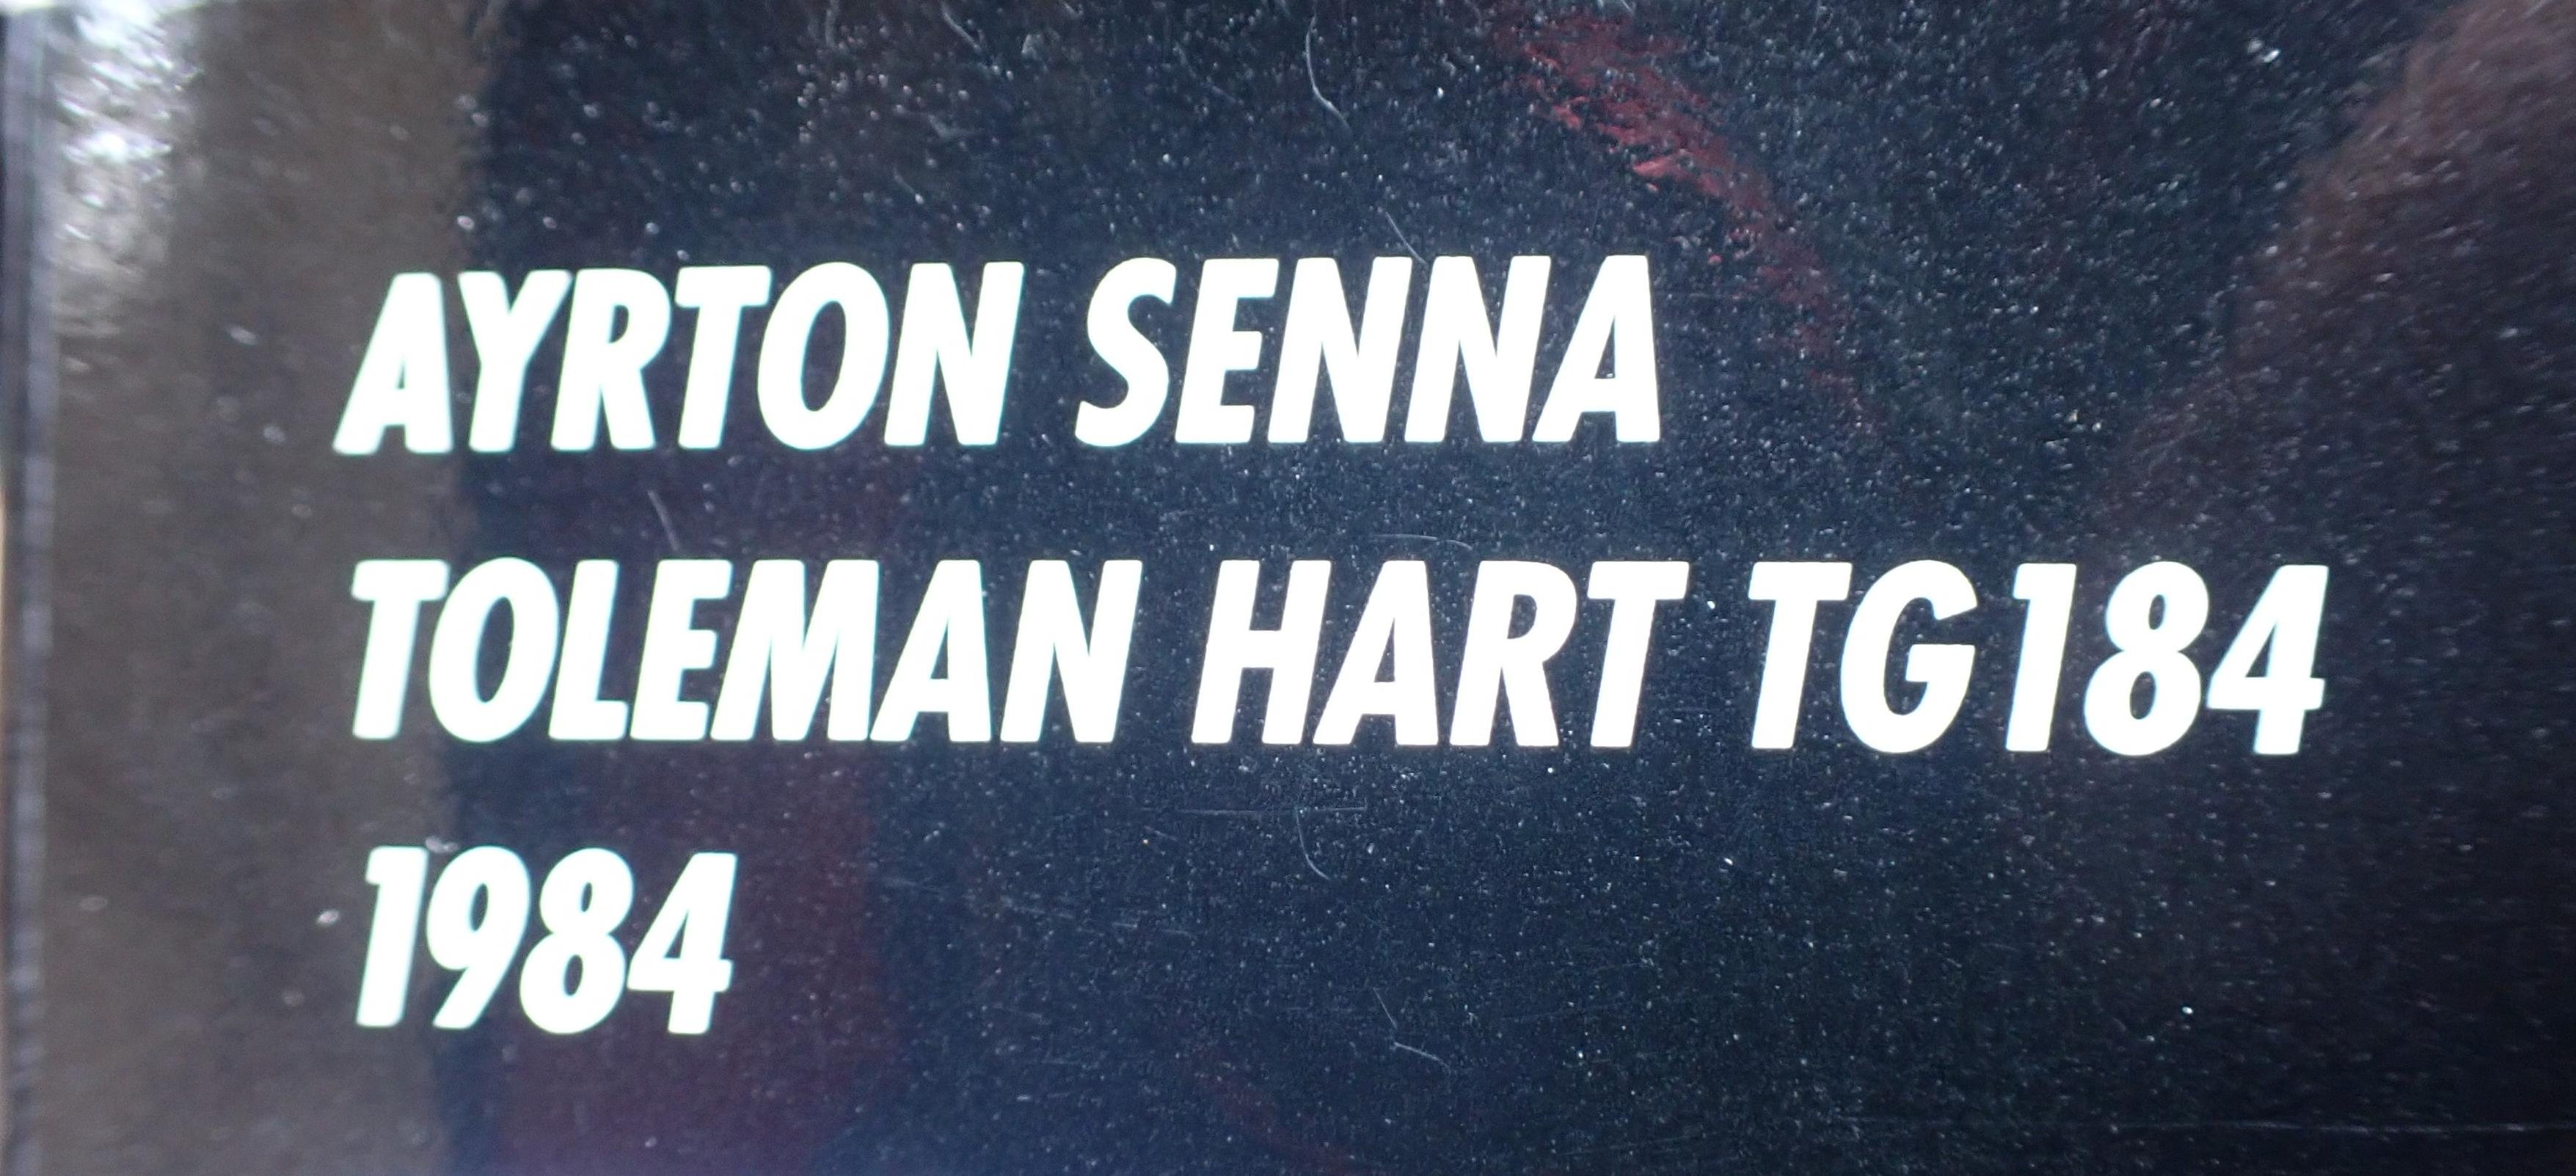 AYRTON SENNA
TOLEMAN HART TG184
1984